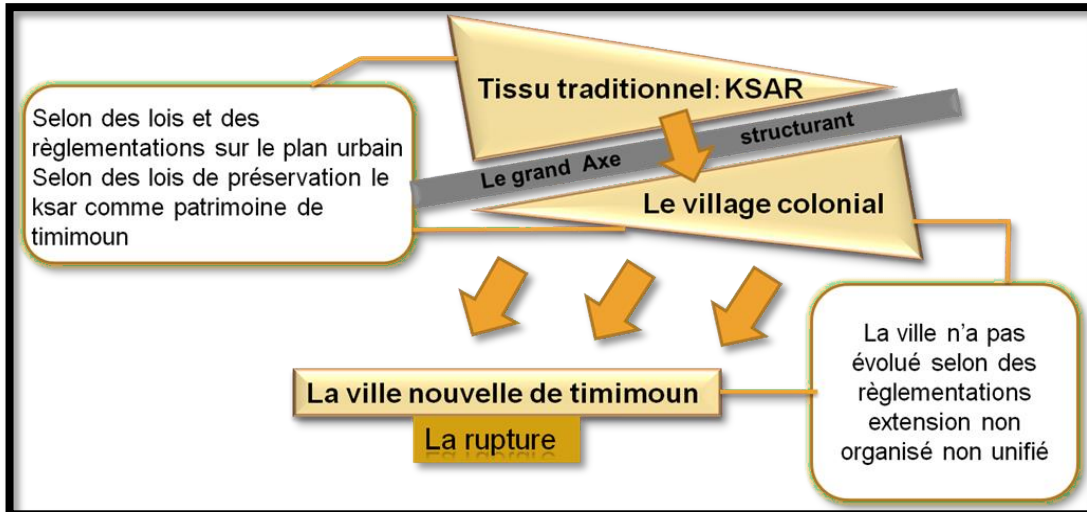 Tissu traditionnel: KSAR
Selon des lois et des
règlementations sur le plan urbain
Selon des lois de préservation le
ksar comme patrimoine de
timimoun
Le grand Axe structurant
Le village colonial
La ville nouvelle de timimoun
La rupture
La ville n'a pas
évolué selon des
règlementations
extension non
organisé non unifié